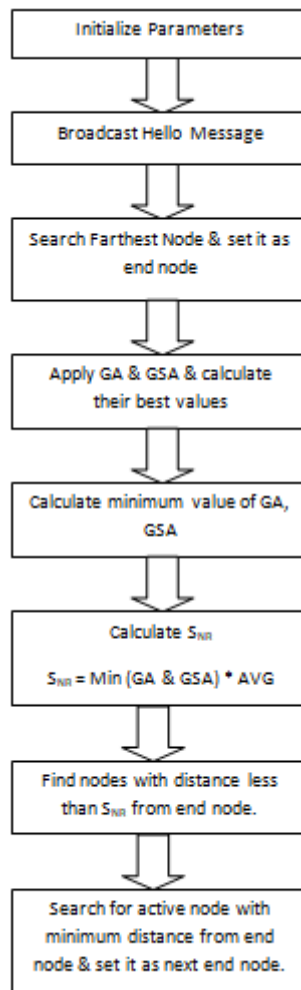 Initialize Parameters
Broadcast Hello Message
Search Farthest Node & set it as
end node
Apply GA & GSA & calculate
their best values
Calculate minimum value of GA,
GSA
Calculate SNR
SNR = Min (GA & GSA) * AVG
Find nodes with distance less
than SNR from end node.
Search for active node with
minimum distance from end
node & set it as next end node.